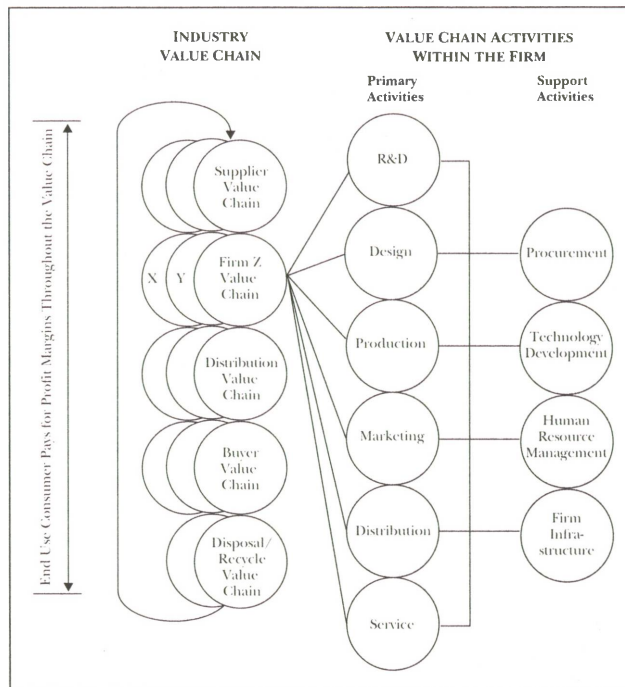 INDUSTRY
VALUE CHAIN
VALUE CHAIN ACTIVITIES
WITHIN THE FIRM
Primary
Activities
Support
Activities
End Use Consumer Pays for Profit Margins Throughout the Value Chain
Supplier
Value
Chain
X
Y
Firm Z
Value
Chain
Distribution
Value
Chain
Buyer
Value
Chain
Disposal/
Recycle
Value
Chain
R&D
Design
Production
Marketing
Distribution
Service
Procurement
Technology
Development
Human
Resource
Management
Firm
Infra-
structure